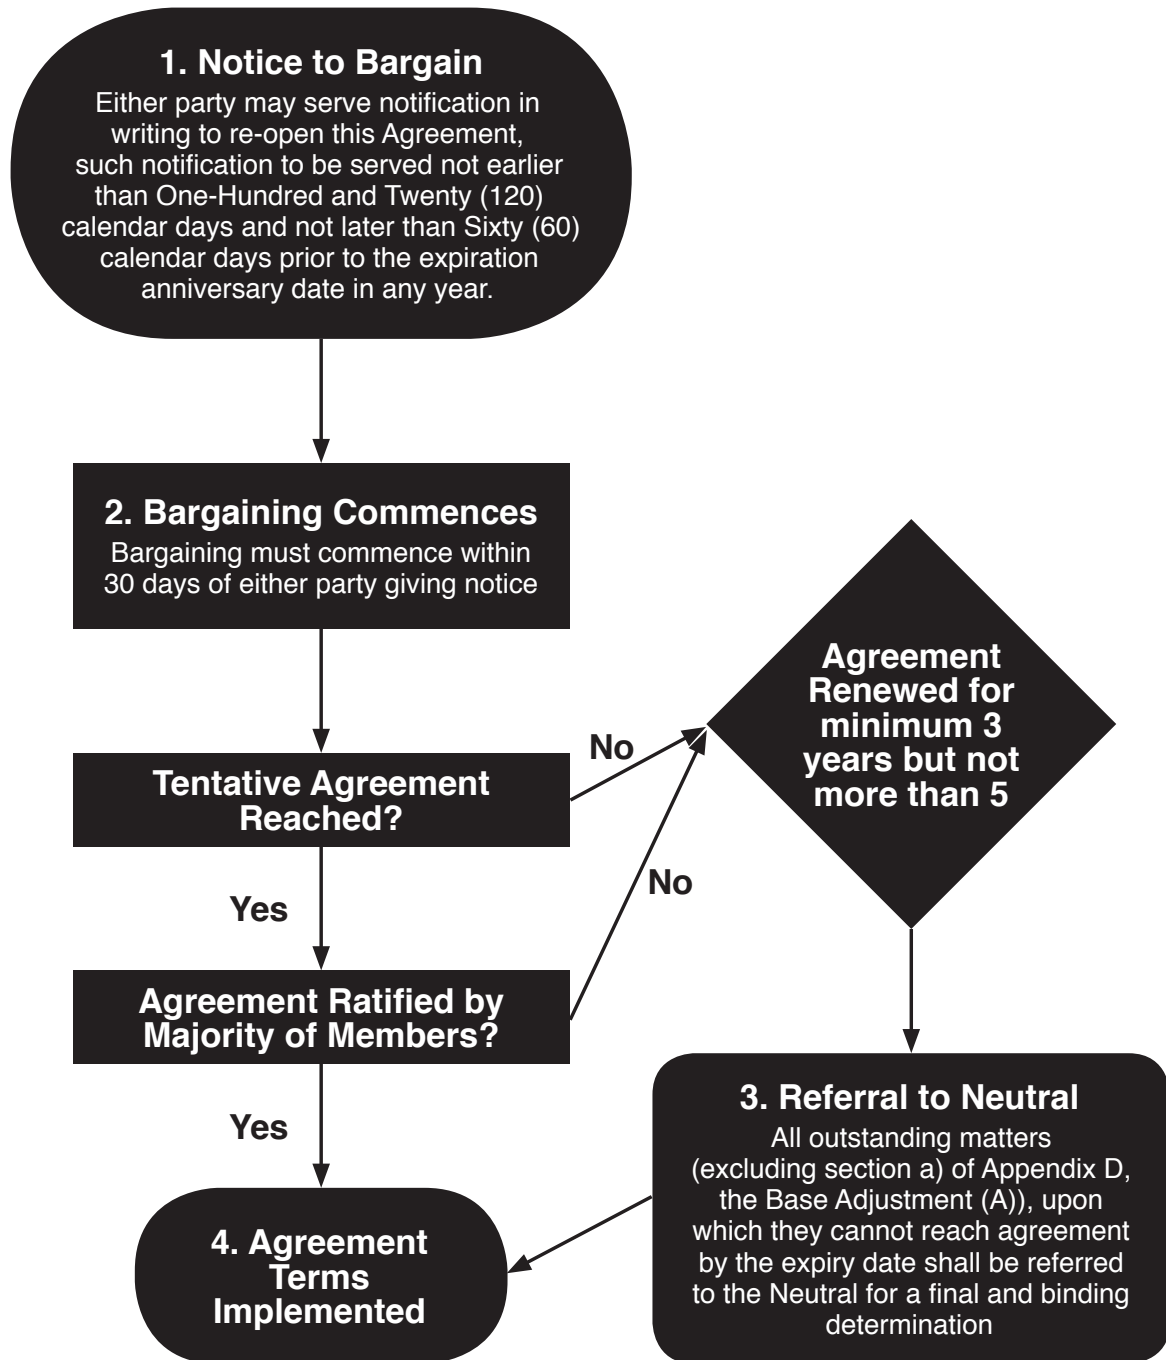 1. Notice to Bargain
Either party may serve notification in
writing to re-open this Agreement,
such notification to be served not earlier
than One-Hundred and Twenty (120)
calendar days and not later than Sixty (60)
calendar days prior to the expiration
anniversary date in any year.
2. Bargaining Commences
Bargaining must commence within
30 days of either party giving notice
Tentative Agreement
Reached?
No
Agreement
Renewed for
minimum 3
years but not
more than 5
Yes
No
Agreement Ratified by
Majority of Members?
Yes
3. Referral to Neutral
All outstanding matters
(excluding section a) of Appendix D,
the Base Adjustment (A)), upon
which they cannot reach agreement
by the expiry date shall be referred
to the Neutral for a final and binding
determination
4. Agreement
Terms
Implemented